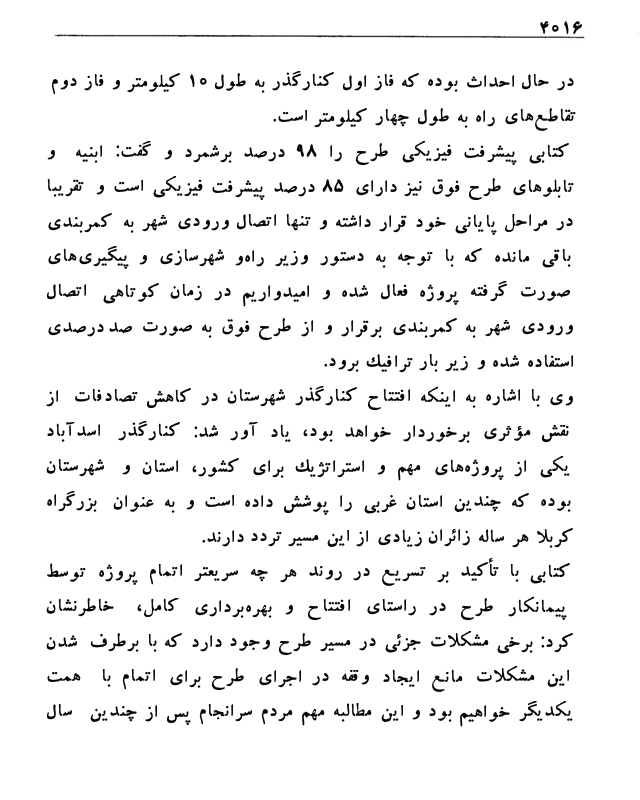 ۴۰۱۶
در حال احداث بوده که فاز اول کنارگذر به طول ۱۰ کیلومتر و فاز دوم
تقاطع‌های راه به طول چهار کیلومتر است.
کتابی پیشرفت فیزیکی طرح را ۹۸ درصد برشمرد و گفت: ابنیه و
تابلوهای طرح فوق نیز دارای ۸۵ درصد پیشرفت فیزیکی است و تقریبا
در مراحل پایانی خود قرار داشته و تنها اتصال ورودی شهر به کمربندی
باقی مانده که با توجه به دستور وزیر راه‌و شهرسازی و پیگیری‌های
صورت گرفته پروژه فعال شده و امیدواریم در زمان کوتاهی اتصال
ورودی شهر به کمربندی برقرار و از طرح فوق به صورت صددرصدی
استفاده شده و زیر بار ترافیك برود.
وی با اشاره به اینکه افتتاح کنارگذر شهرستان در کاهش تصادفات از
نقش مؤثری برخوردار خواهد بود، یاد آور شد: کنارگذر اسدآباد
یکی از پروژه‌های مهم و استراتژیك برای کشور، استان و شهرستان
بوده که چندین استان غربی را پوشش داده است و به عنوان بزرگراه
کربلا هر ساله زائران زیادی از این مسیر تردد دارند.
کتابی با تأکید بر تسریع در روند هر چه سریعتر اتمام پروژه توسط
پیمانکار طرح در راستای افتتاح و بهره‌برداری کامل، خاطرنشان
کرد: برخی مشکلات جزئی در مسیر طرح وجود دارد که با برطرف شدن
این مشکلات مانع ایجاد وقفه در اجرای طرح برای اتمام با همت
یکدیگر خواهیم بود و این مطالبه مهم مردم سرانجام پس از چندین سال